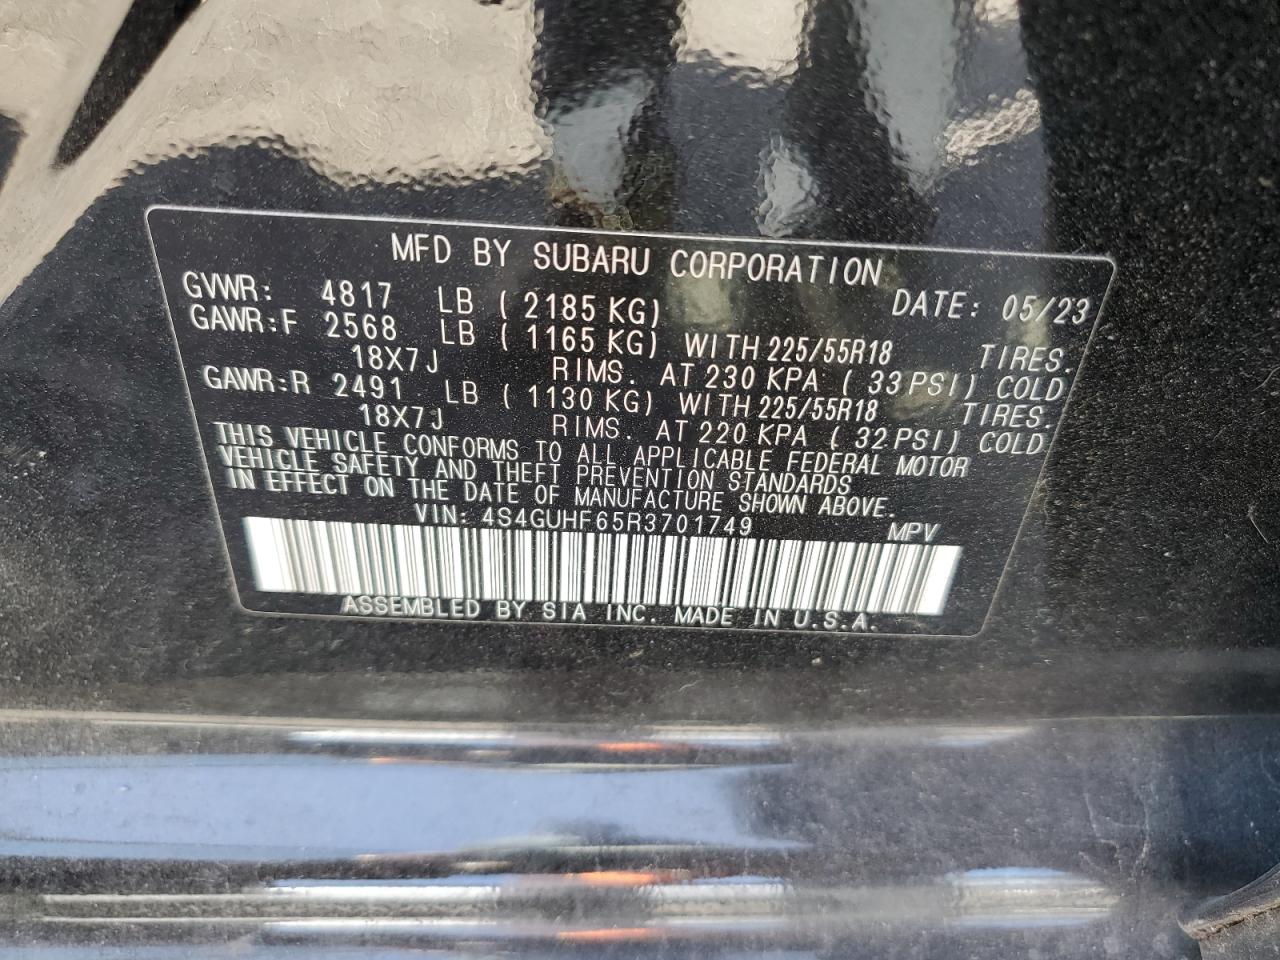 MFD BY SUBARU CORPORATION
GVWR: 4817 LB ( 2185 KG) DATE: 05/23
GAWR:F 2568 LB ( 1165 KG) WITH 225/55R18 TIRES.
18X7J RIMS. AT 230 KPA ( 33 PSI) COLD
GAWR:R 2491 LB ( 1130 KG) WITH 225/55R18 TIRES.
18X7J RIMS. AT 220 KPA ( 32 PSI) COLD
THIS VEHICLE CONFORMS TO ALL APPLICABLE FEDERAL MOTOR
VEHICLE SAFETY AND THEFT PREVENTION STANDARDS
IN EFFECT ON THE DATE OF MANUFACTURE SHOWN ABOVE.
VIN: 4S4GUHF65R3701749 MPV
ASSEMBLED BY SIA INC. MADE IN U.S.A.